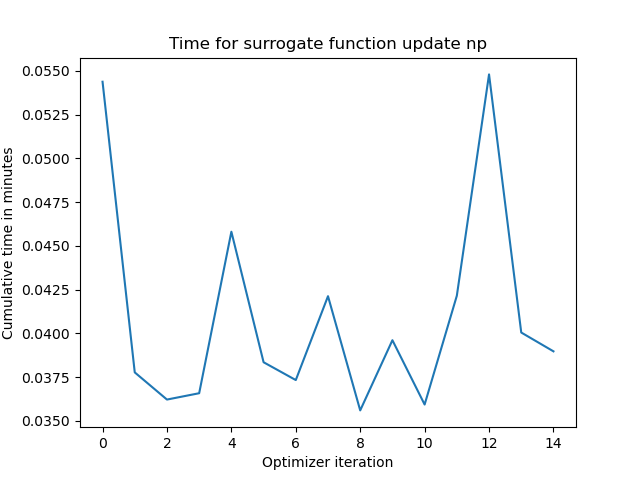 Time for surrogate function update np
0.0550
0.0525
0.0500
0.0475
0.0450
0.0425
0.0400
0.0375
0.0350
Cumulative time in minutes
0 2 4 6 8 10 12 14
Optimizer iteration